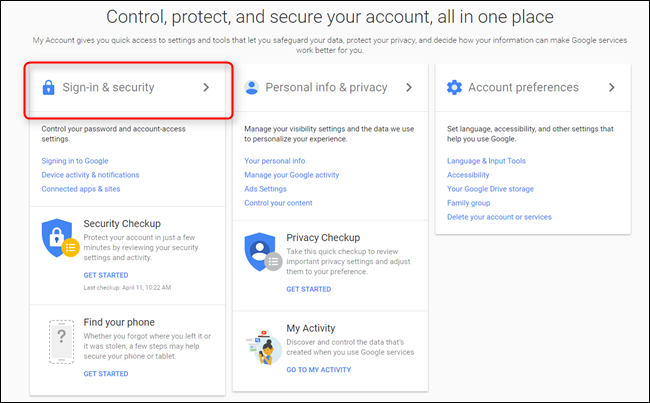 Control, protect, and secure your account, all in one place
My Account gives you quick access to settings and tools that let you safeguard your data, protect your privacy, and decide how your information can make Google services
work better for you.
Sign-in & security
Control your password and account-access
settings.
Signing in to Google
Device activity & notifications
Connected apps & sites
Security Checkup
Protect your account in just a few
minutes by reviewing your security
settings and activity.
GET STARTED
Last checkup: April 11, 10:22 AM
Find your phone
Whether you forgot where you left it or
it was stolen, a few steps may help
secure your phone or tablet.
GET STARTED
Personal info & privacy
Manage your visibility settings and the data we use
to personalize your experience.
Your personal info
Manage your Google activity
Ads Settings
Control your content
Privacy Checkup
Take this quick checkup to review
important privacy settings and adjust
them to your preference.
GET STARTED
My Activity
Discover and control the data that's
created when you use Google services
GO TO MY ACTIVITY
Account preferences
Set language, accessibility, and other settings that
help you use Google.
Language & Input Tools
Accessibility
Your Google Drive storage
Family group
Delete your account or services